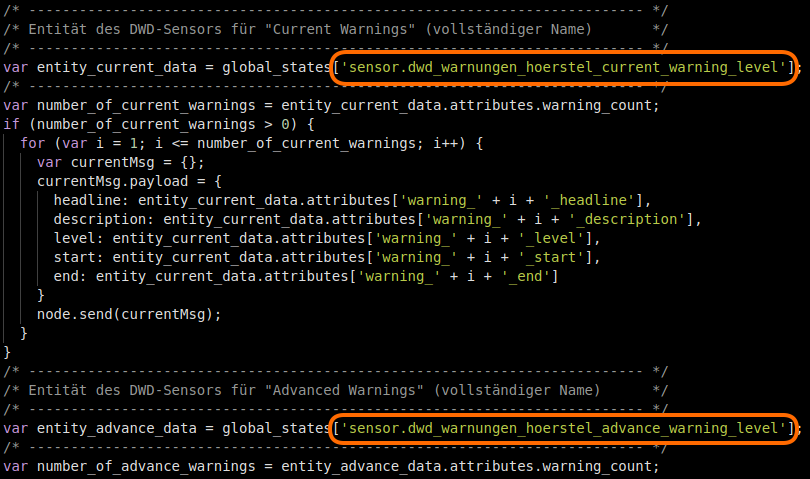 /* ------------------------------------------------------------------------- */
/* Entität des DWD-Sensors für "Current Warnings" (vollständiger Name)       */
/* ------------------------------------------------------------------------- */
var entity_current_data = global_states['sensor.dwd_warnungen_hoerstel_current_warning_level'];
/* ------------------------------------------------------------------------- */
var number_of_current_warnings = entity_current_data.attributes.warning_count;
if (number_of_current_warnings > 0) {
  for (var i = 1; i <= number_of_current_warnings; i++) {
    var currentMsg = {};
    currentMsg.payload = {
      headline: entity_current_data.attributes['warning_' + i + '_headline'],
      description: entity_current_data.attributes['warning_' + i + '_description'],
      level: entity_current_data.attributes['warning_' + i + '_level'],
      start: entity_current_data.attributes['warning_' + i + '_start'],
      end: entity_current_data.attributes['warning_' + i + '_end']
    }
    node.send(currentMsg);
  }
}
/* ------------------------------------------------------------------------- */
/* Entität des DWD-Sensors für "Advanced Warnings" (vollständiger Name)      */
/* ------------------------------------------------------------------------- */
var entity_advance_data = global_states['sensor.dwd_warnungen_hoerstel_advance_warning_level'];
/* ------------------------------------------------------------------------- */
var number_of_advance_warnings = entity_advance_data.attributes.warning_count;